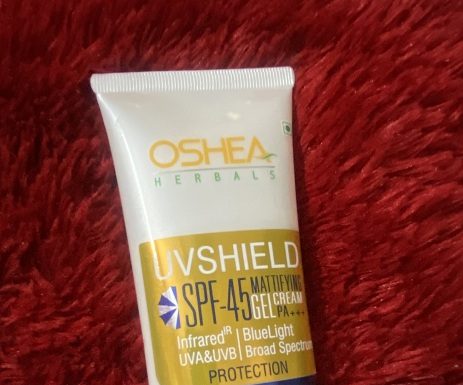 OSHEA
HERBALS
UVSHIELD
SPF-45 MATTIFYING
GEL CREAM
PA+++
Infrared IR | BlueLight
UVA&UVB | Broad Spectrum
PROTECTION